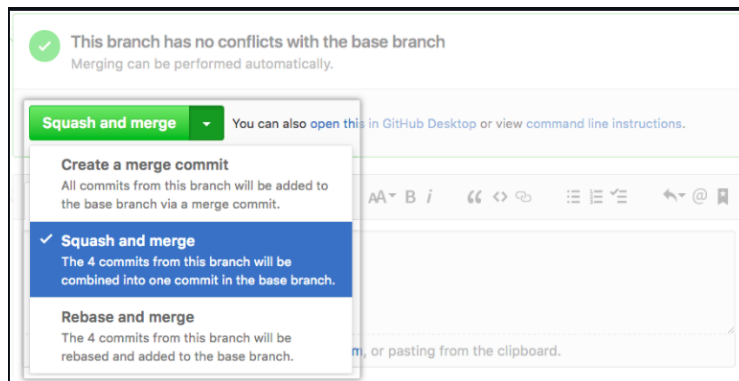 This branch has no conflicts with the base branch
Merging can be performed automatically.
Squash and merge
You can also open this in GitHub Desktop or view command line instructions.
Create a merge commit
All commits from this branch will be added to
the base branch via a merge commit.
AA B i
Squash and merge
The 4 commits from this branch will be
combined into one commit in the base branch.
Rebase and merge
The 4 commits from this branch will be
rebased and added to the base branch.
, or pasting from the clipboard.